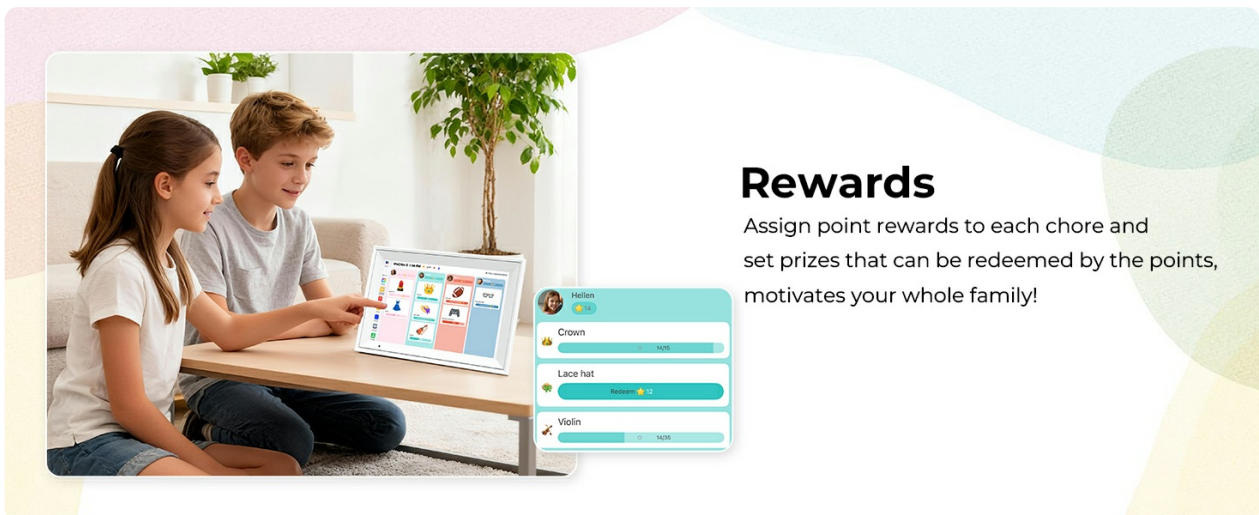 Rewards
Assign point rewards to each chore and
set prizes that can be redeemed by the points,
motivates your whole family!
Hellen
14
Crown
14/15
Lace hat
Redeem 12
Violin
14/35